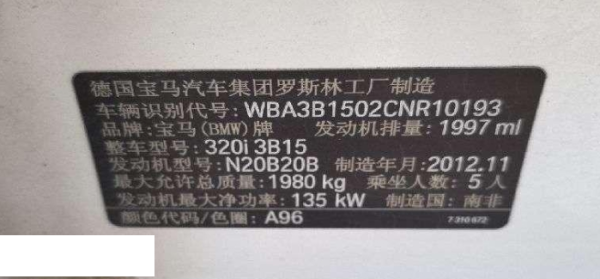 德国宝马汽车集团罗斯林工厂制造
车辆识别代号: WBA3B1502CNR10193
品牌: 宝马(BMW)牌 发动机排量: 1997 ml
整车型号: 320i 3B15
发动机型号: N20B20B 制造年月: 2012.11
最大允许总质量: 1980 kg 乘坐人数: 5 人
发动机最大净功率: 135 kW 制造国: 南非
颜色代码/色圈: A96 7 310 672